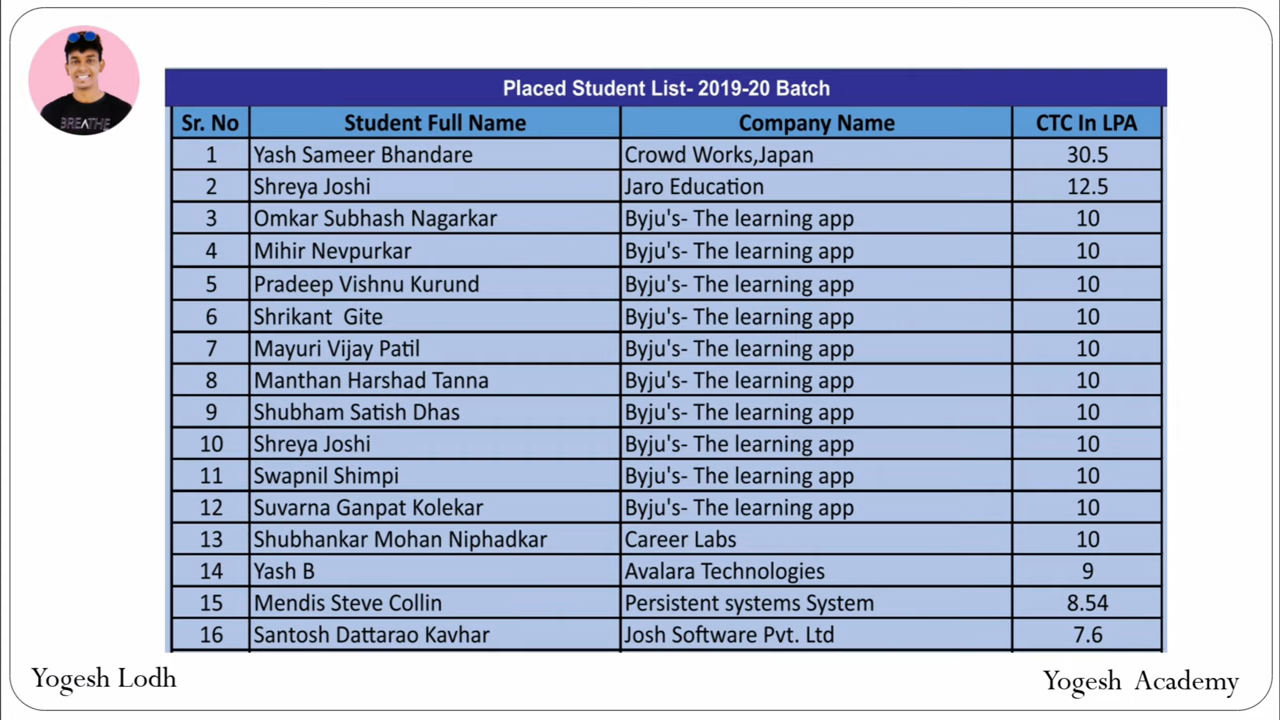 BREATHE
Placed Student List- 2019-20 Batch
Sr. No Student Full Name Company Name CTC In LPA
1 Yash Sameer Bhandare Crowd Works,Japan 30.5
2 Shreya Joshi Jaro Education 12.5
3 Omkar Subhash Nagarkar Byju's- The learning app 10
4 Mihir Nevpurkar Byju's- The learning app 10
5 Pradeep Vishnu Kurund Byju's- The learning app 10
6 Shrikant Gite Byju's- The learning app 10
7 Mayuri Vijay Patil Byju's- The learning app 10
8 Manthan Harshad Tanna Byju's- The learning app 10
9 Shubham Satish Dhas Byju's- The learning app 10
10 Shreya Joshi Byju's- The learning app 10
11 Swapnil Shimpi Byju's- The learning app 10
12 Suvarna Ganpat Kolekar Byju's- The learning app 10
13 Shubhankar Mohan Niphadkar Career Labs 10
14 Yash B Avalara Technologies 9
15 Mendis Steve Collin Persistent systems System 8.54
16 Santosh Dattarao Kavhar Josh Software Pvt. Ltd 7.6
Yogesh Lodh
Yogesh Academy